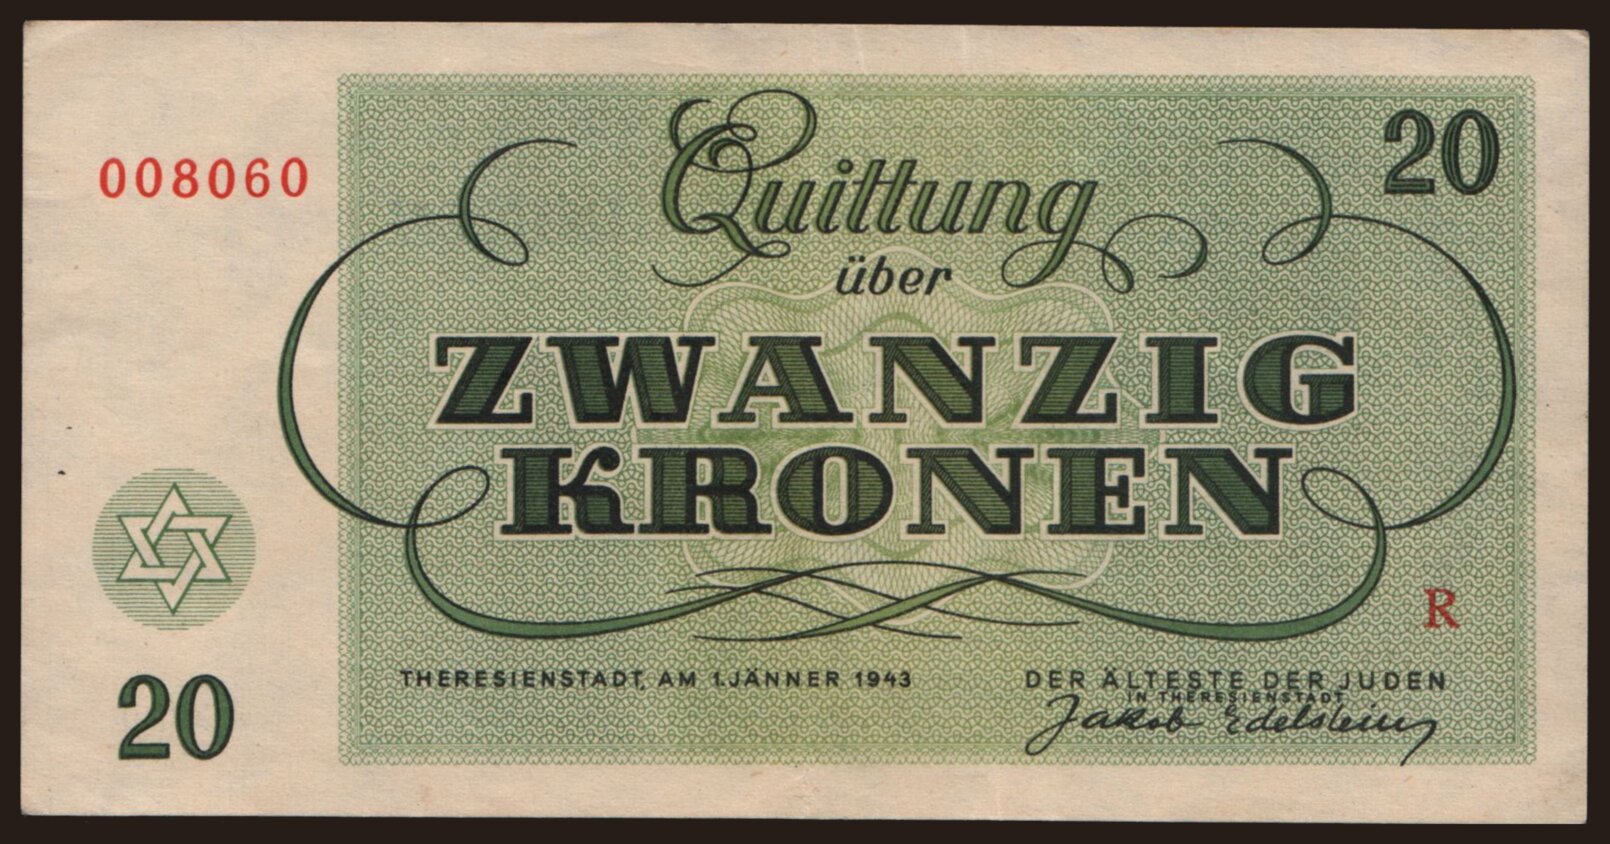 008060
20
Quittung
über
ZWANZIG
KRONEN
R
THERESIENSTADT, AM 1.JÄNNER 1943
DER ÄLTESTE DER JUDEN
IN THERESIENSTADT
Jakob Edelstein
20